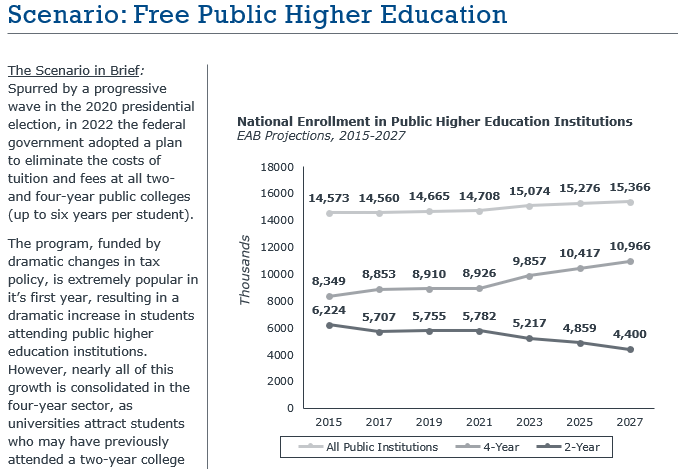 Scenario: Free Public Higher Education
The Scenario in Brief:
Spurred by a progressive
wave in the 2020 presidential
election, in 2022 the federal
government adopted a plan
to eliminate the costs of
tuition and fees at all two-
and four-year public colleges
(up to six years per student).
The program, funded by
dramatic changes in tax
policy, is extremely popular in
it’s first year, resulting in a
dramatic increase in students
attending public higher
education institutions.
However, nearly all of this
growth is consolidated in the
four-year sector, as
universities attract students
who may have previously
attended a two-year college
National Enrollment in Public Higher Education Institutions
EAB Projections, 2015-2027
Thousands
18000
16000
14000
12000
10000
8000
6000
4000
2000
0
14,573 14,560 14,665 14,708 15,074 15,276 15,366
8,349 8,853 8,910 8,926 9,857 10,417 10,966
6,224 5,707 5,755 5,782 5,217 4,859 4,400
2015 2017 2019 2021 2023 2025 2027
All Public Institutions 4-Year 2-Year